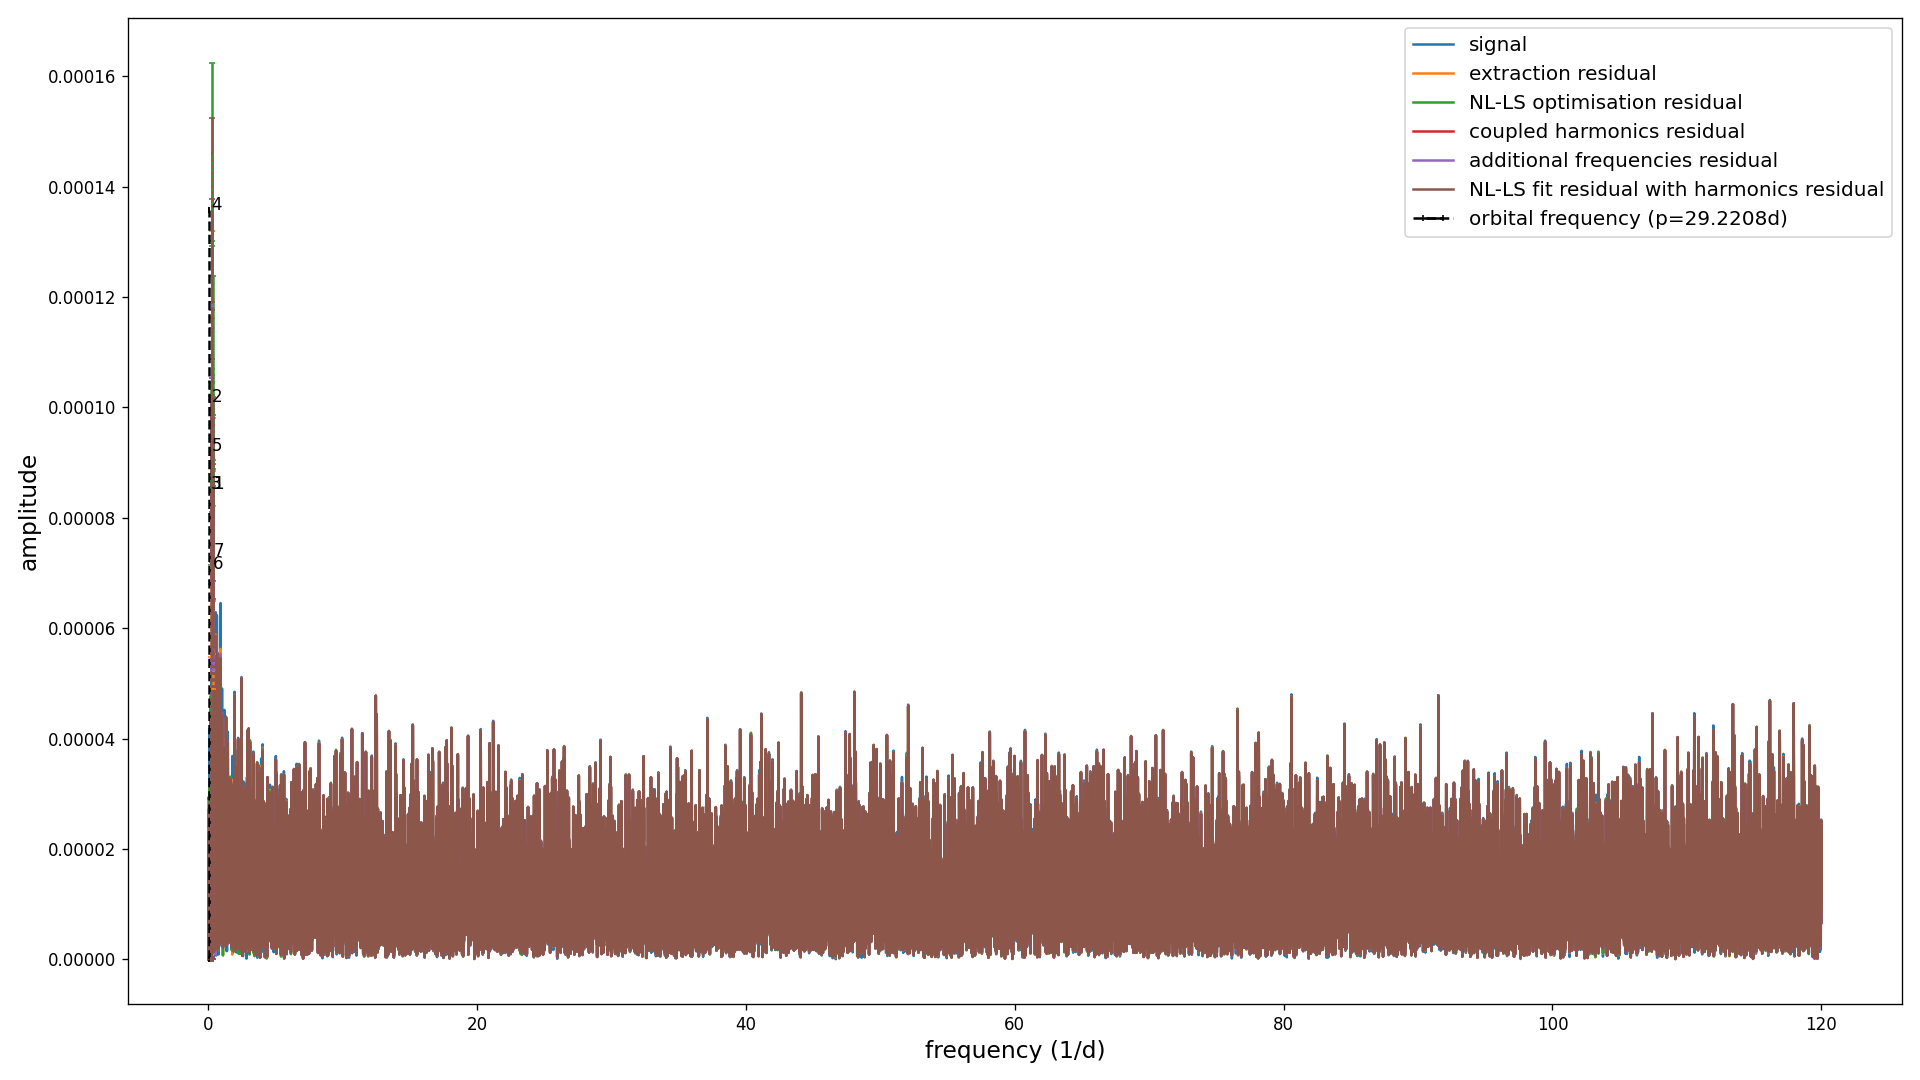 signal
extraction residual
NL-LS optimisation residual
coupled harmonics residual
additional frequencies residual
NL-LS fit residual with harmonics residual
orbital frequency (p=29.2208d)
0.00016
0.00014
0.00012
0.00010
0.00008
0.00006
0.00004
0.00002
0.00000
amplitude
4
2
5
1
7
6
0
20
40
60
80
100
120
frequency (1/d)